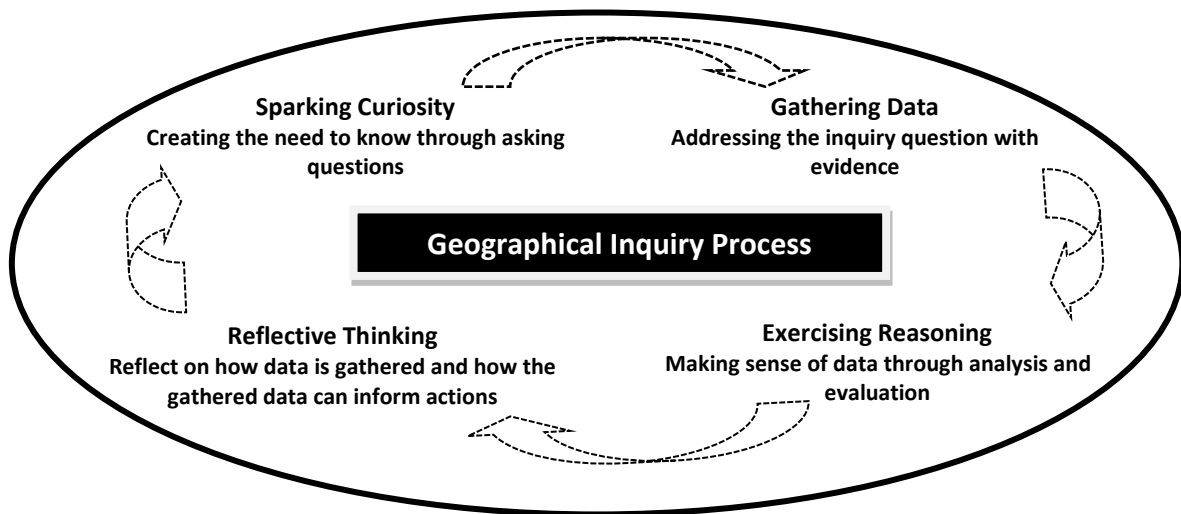 Sparking Curiosity
Creating the need to know through asking
questions
Gathering Data
Addressing the inquiry question with
evidence
Geographical Inquiry Process
Reflective Thinking
Reflect on how data is gathered and how the
gathered data can inform actions
Exercising Reasoning
Making sense of data through analysis and
evaluation